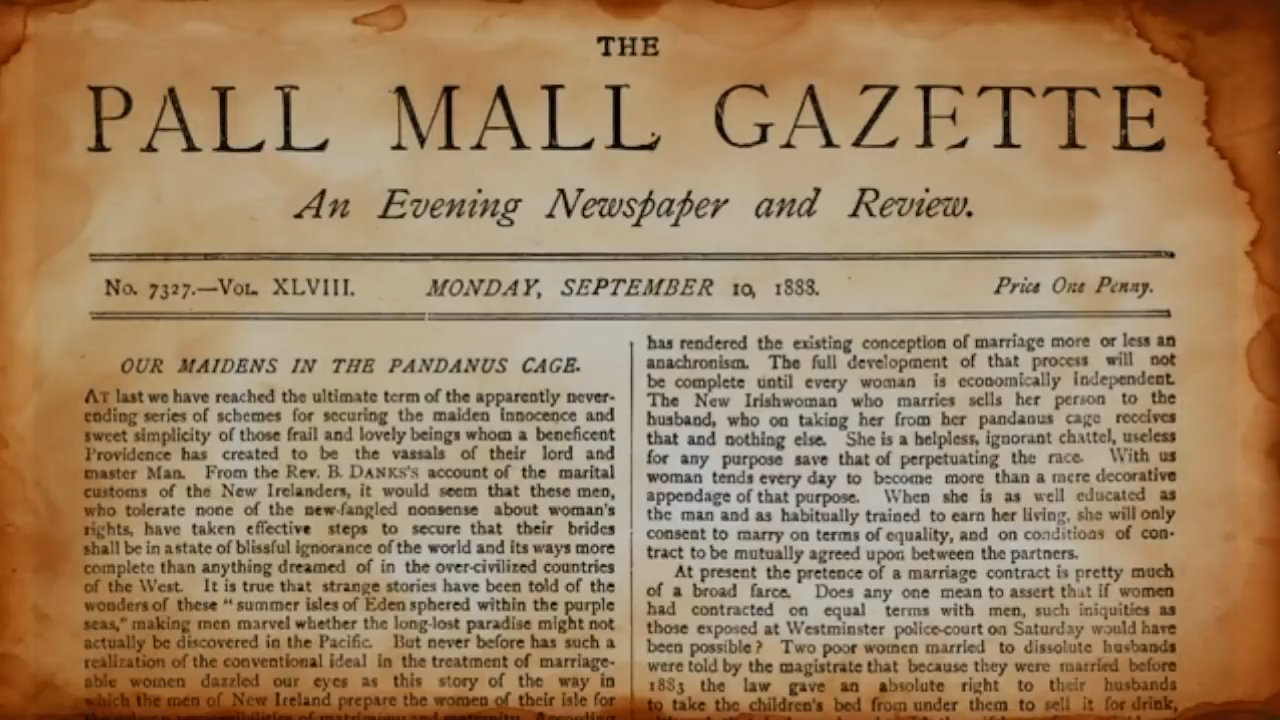 THE
PALL MALL GAZETTE
An Evening Newspaper and Review.
No. 7327.—VOL. XLVIII.
MONDAY, SEPTEMBER 10, 1888.
Price One Penny.
OUR MAIDENS IN THE PANDANUS CAGE.
AT last we have reached the ultimate term of the apparently never-
ending series of schemes for securing the maiden innocence and
sweet simplicity of those frail and lovely beings whom a beneficent
Providence has created to be the vassals of their lord and
master Man. From the Rev. B. DANKS'S account of the marital
customs of the New Irelanders, it would seem that these men,
who tolerate none of the new-fangled nonsense about woman's
rights, have taken effective steps to secure that their brides
shall be in a state of blissful ignorance of the world and its ways more
complete than anything dreamed of in the over-civilized countries
of the West. It is true that strange stories have been told of the
wonders of these "summer isles of Eden sphered within the purple
seas," making men marvel whether the long-lost paradise might not
actually be discovered in the Pacific. But never before has such a
realization of the conventional ideal in the treatment of marriage-
able women dazzled our eyes as this story of the way in
which the men of New Ireland prepare the women of their isle for
responsibilities of matrimony and maternity. According
has rendered the existing conception of marriage more or less an
anachronism. The full development of that process will not
be complete until every woman is economically independent.
The New Irishwoman who marries sells her person to the
husband, who on taking her from her pandanus cage receives
that and nothing else. She is a helpless, ignorant chattel, useless
for any purpose save that of perpetuating the race. With us
woman tends every day to become more than a mere decorative
appendage of that purpose. When she is as well educated as
the man and as habitually trained to earn her living, she will only
consent to marry on terms of equality, and on conditions of con-
tract to be mutually agreed upon between the partners.
At present the pretence of a marriage contract is pretty much
of a broad farce. Does any one mean to assert that if women
had contracted on equal terms with men, such iniquities as
those exposed at Westminster police-court on Saturday would have
been possible? Two poor women married to dissolute husbands
were told by the magistrate that because they were married before
1883 the law gave an absolute right to their husbands
to take the children's bed from under them to sell it for drink,